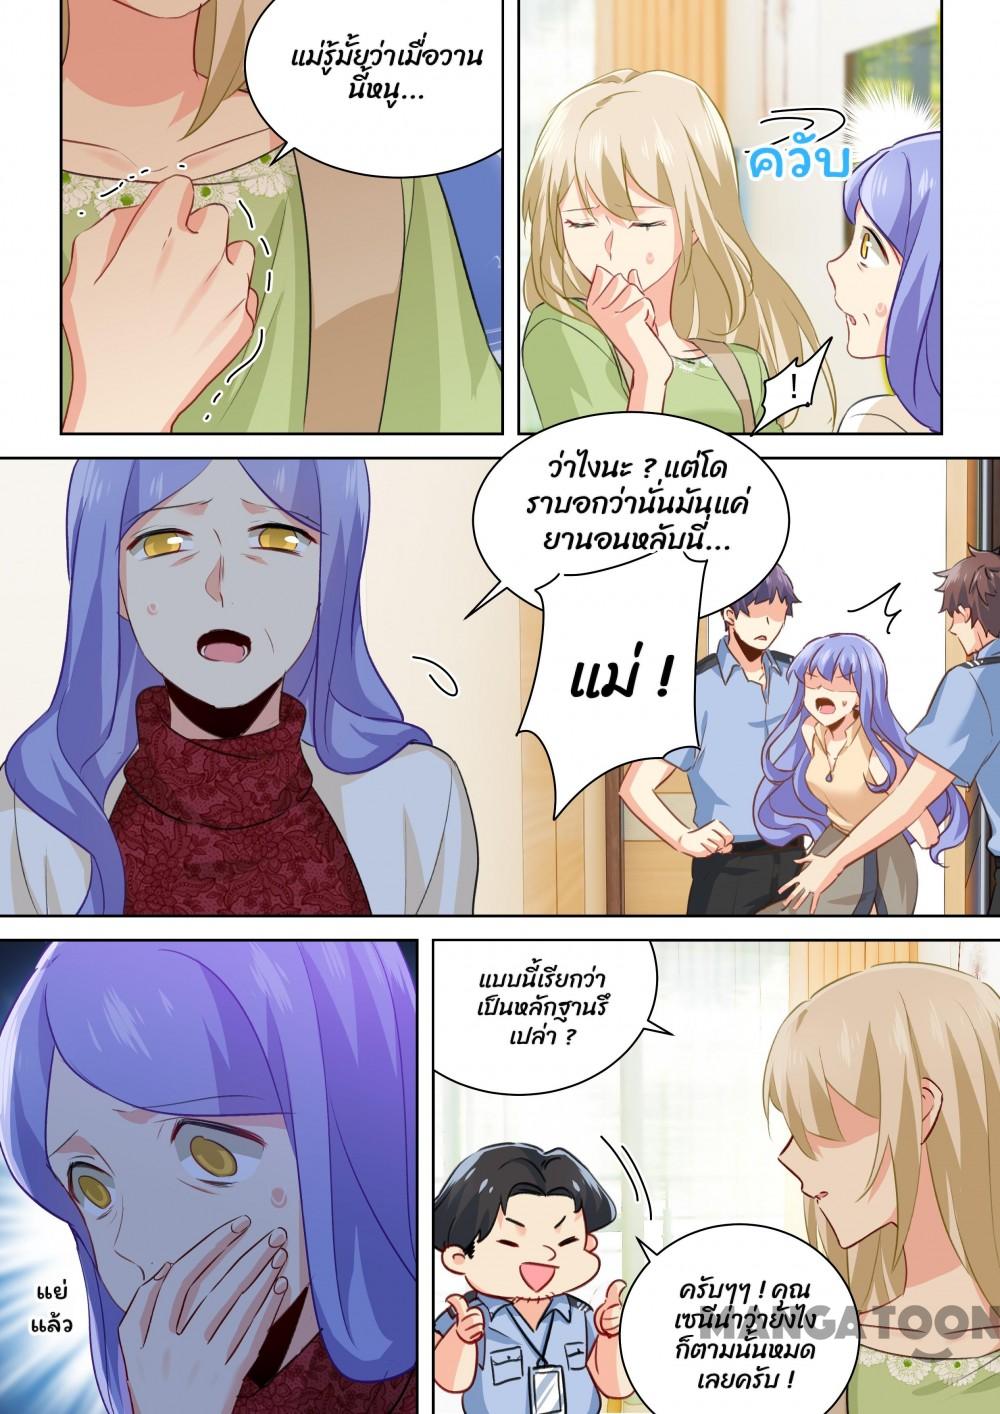 แม่รู้มั้ยว่าเมื่อวาน
นี้หนู...
ควับ
!
ว่าไงนะ ? แต่โด
ราบอกว่านั่นมันแค่
ยานอนหลับนี่...
แม่ !
แบบนี้เรียกว่า
เป็นหลักฐานรึ
เปล่า ?
แย่
แล้ว
ครับๆๆ ! คุณ
เซนีน่าว่ายังไง
ก็ตามนั้นหมด
เลยครับ !
MANGATOON